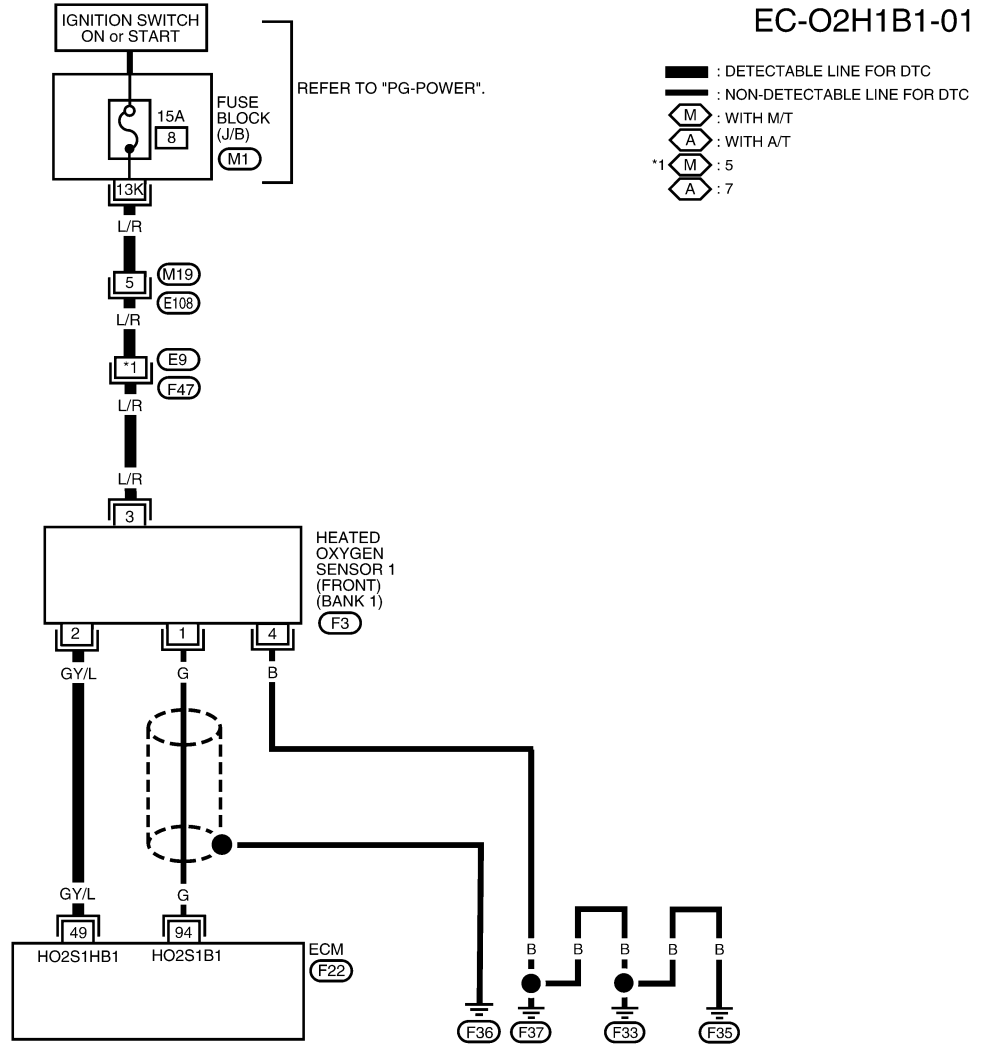 EC-O2H1B1-01
IGNITION SWITCH
ON or START
REFER TO "PG-POWER".
FUSE
BLOCK
(J/B)
M1
15A
8
13K
: DETECTABLE LINE FOR DTC
: NON-DETECTABLE LINE FOR DTC
M : WITH M/T
A : WITH A/T
*1 M : 5
A : 7
L/R
5
M19
E108
L/R
*1
E9
F47
L/R
L/R
3
HEATED
OXYGEN
SENSOR 1
(FRONT)
(BANK 1)
F3
2
1
4
GY/L
G
B
GY/L
G
B
B
B
B
B
49
94
HO2S1HB1
HO2S1B1
ECM
F22
F36
F37
F33
F35